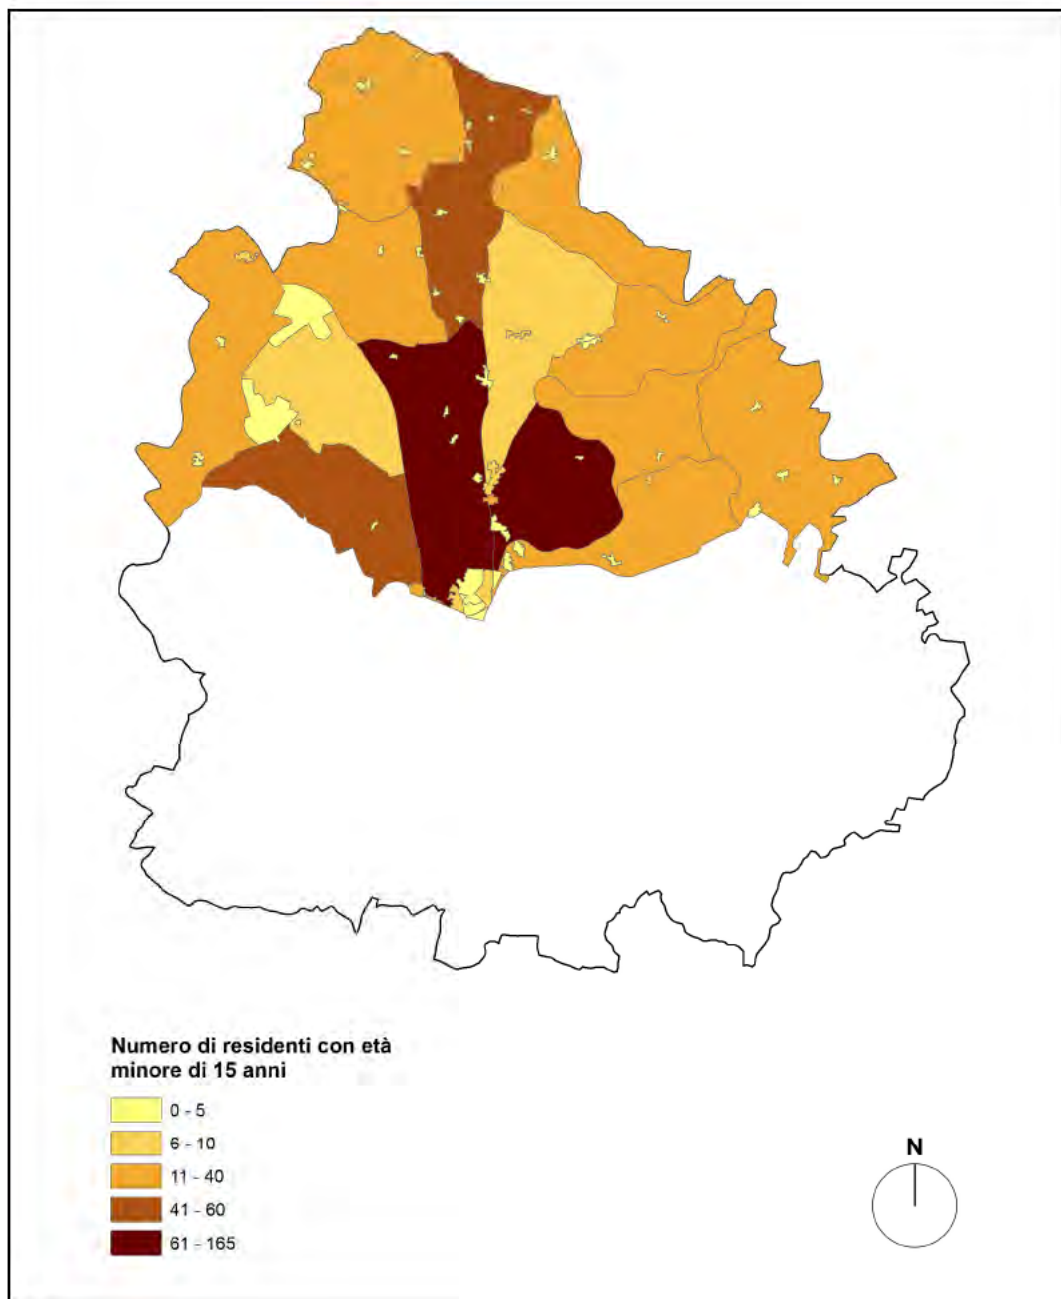 Numero di residenti con età
minore di 15 anni
0 - 5
6 - 10
11 - 40
41 - 60
61 - 165
N